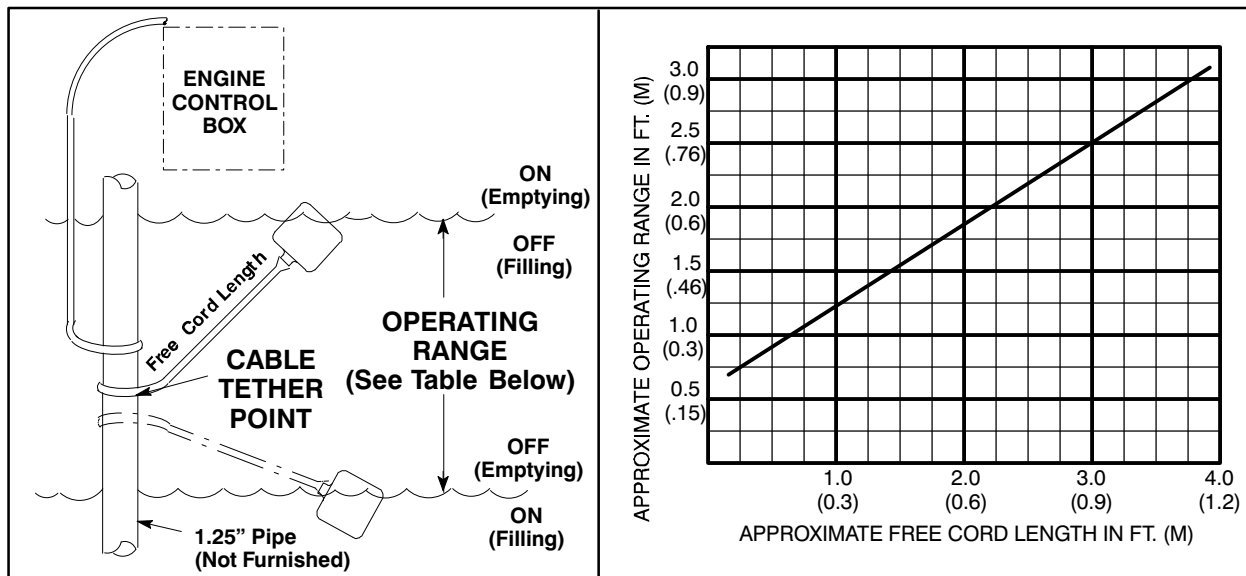 ENGINE
CONTROL
BOX
ON
(Emptying)
OFF
(Filling)
Free Cord Length
OPERATING
RANGE
(See Table Below)
CABLE
TETHER
POINT
OFF
(Emptying)
ON
(Filling)
1.25” Pipe
(Not Furnished)
APPROXIMATE OPERATING RANGE IN FT. (M)
3.0
(0.9)
2.5
(.76)
2.0
(0.6)
1.5
(.46)
1.0
(0.3)
0.5
(.15)
1.0 2.0 3.0 4.0
(0.3) (0.6) (0.9) (1.2)
APPROXIMATE FREE CORD LENGTH IN FT. (M)